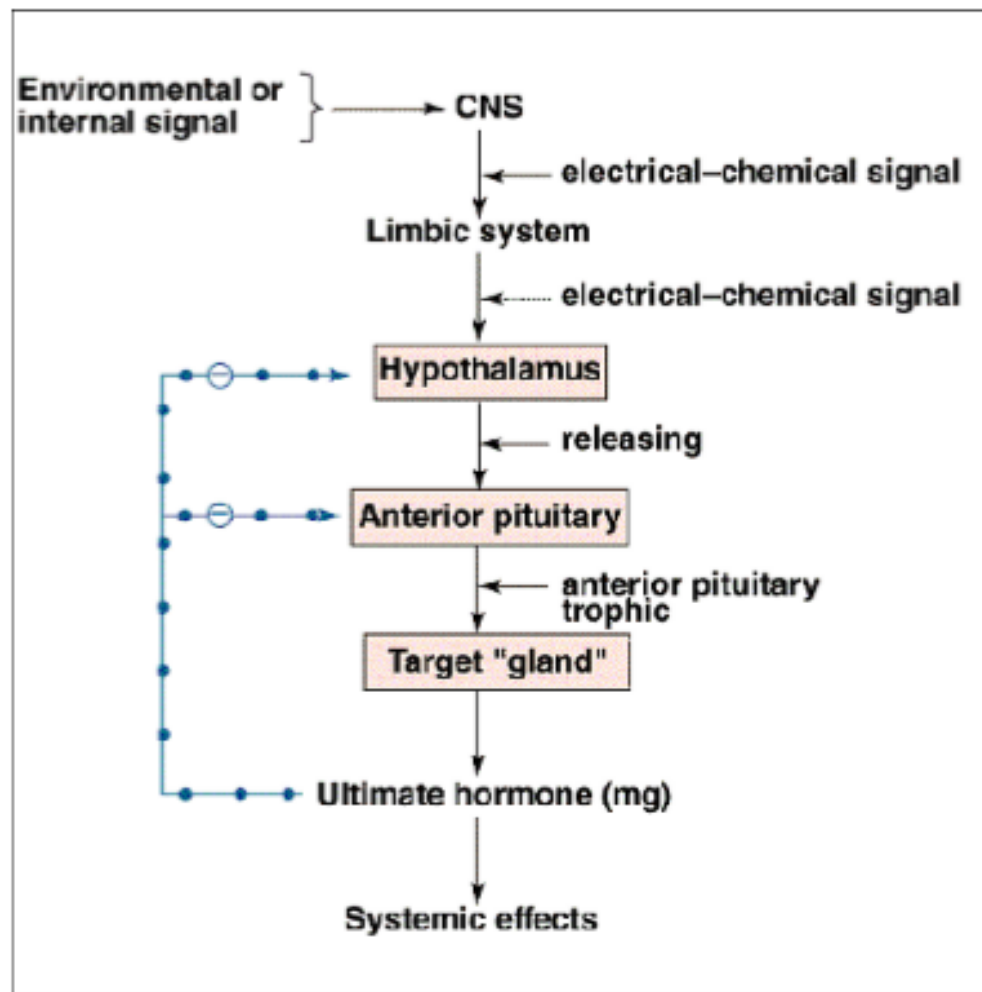 Environmental or
internal signal
CNS
electrical–chemical signal
Limbic system
electrical–chemical signal
Hypothalamus
releasing
Anterior pituitary
anterior pituitary
trophic
Target "gland"
Ultimate hormone (mg)
Systemic effects